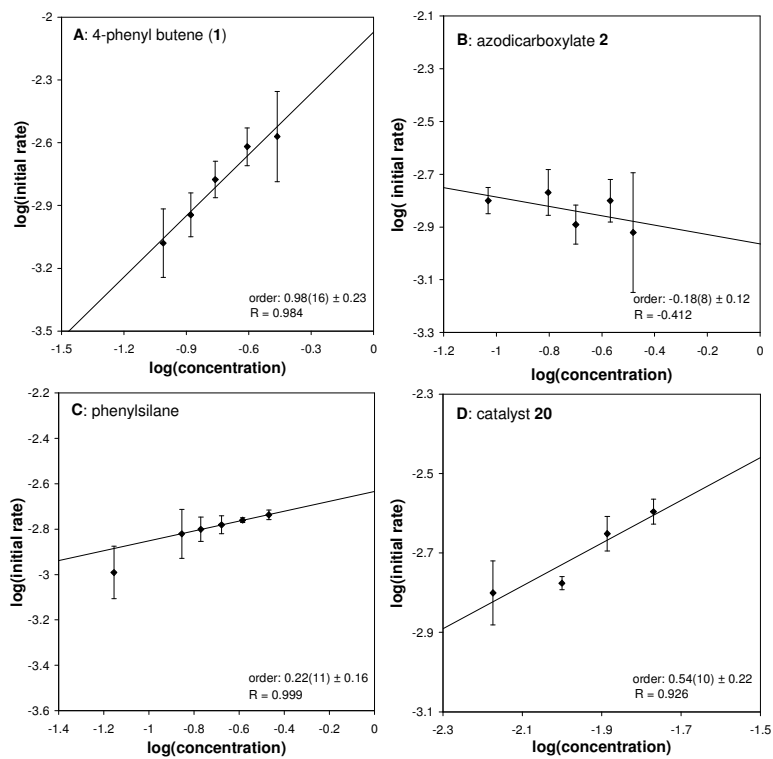 A: 4-phenyl butene (1)
-2
-2.3
-2.6
-2.9
-3.2
-3.5
log(initial rate)
order: 0.98(16) ± 0.23
R = 0.984
-1.5 -1.2 -0.9 -0.6 -0.3 0
log(concentration)
B: azodicarboxylate 2
-2.1
-2.3
-2.5
-2.7
-2.9
-3.1
-3.3
log( initial rate)
order: -0.18(8) ± 0.12
R = -0.412
-1.2 -1 -0.8 -0.6 -0.4 -0.2 0
log(concentration)
C: phenylsilane
-2.2
-2.4
-2.6
-2.8
-3
-3.2
-3.4
-3.6
log(initial rate)
order: 0.22(11) ± 0.16
R = 0.999
-1.4 -1.2 -1 -0.8 -0.6 -0.4 -0.2 0
log(concentration)
D: catalyst 20
-2.3
-2.5
-2.7
-2.9
-3.1
log(initial rate)
order: 0.54(10) ± 0.22
R = 0.926
-2.3 -2.1 -1.9 -1.7 -1.5
log(concentration)